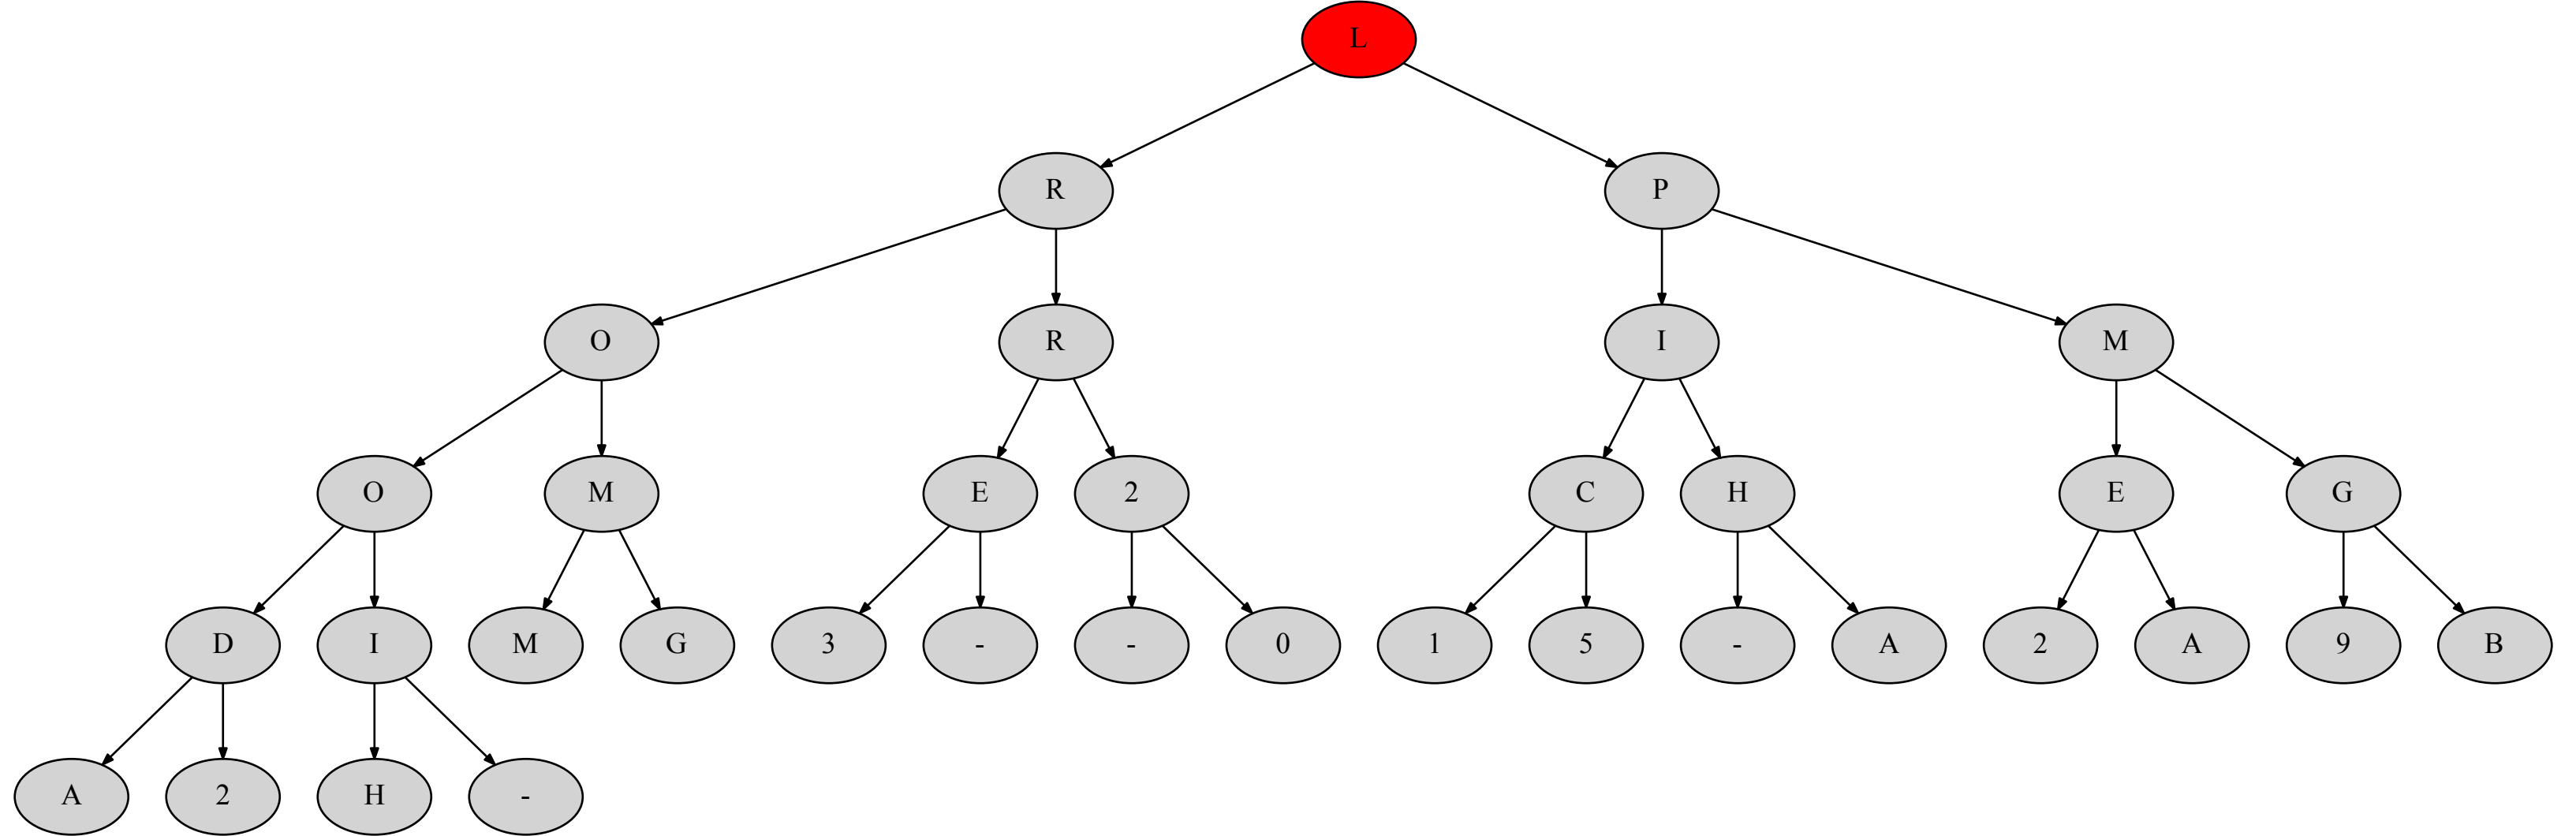 L
R P
O R I M
O M E 2 C H E G
D I M G 3 - - 0 1 5 - A 2 A 9 B
A 2 H -